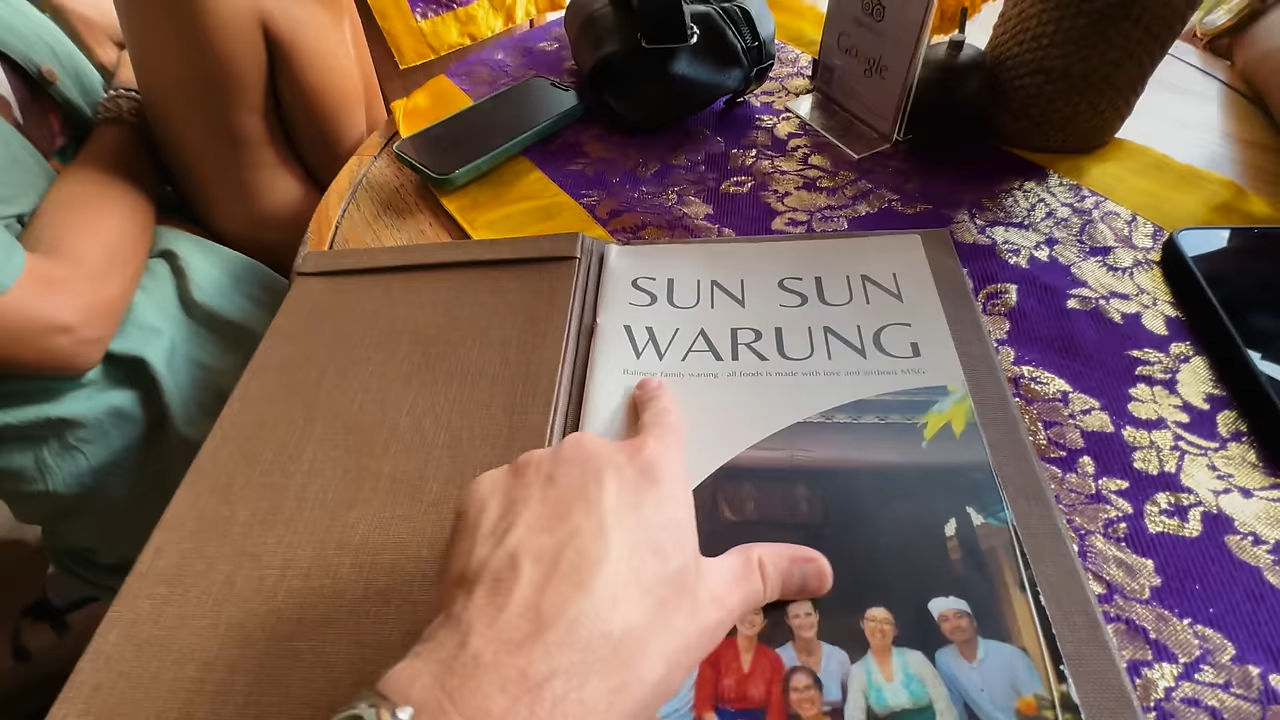 Google
SUN SUN
WARUNG
Balinese family warung - all foods is made with love and without MSG